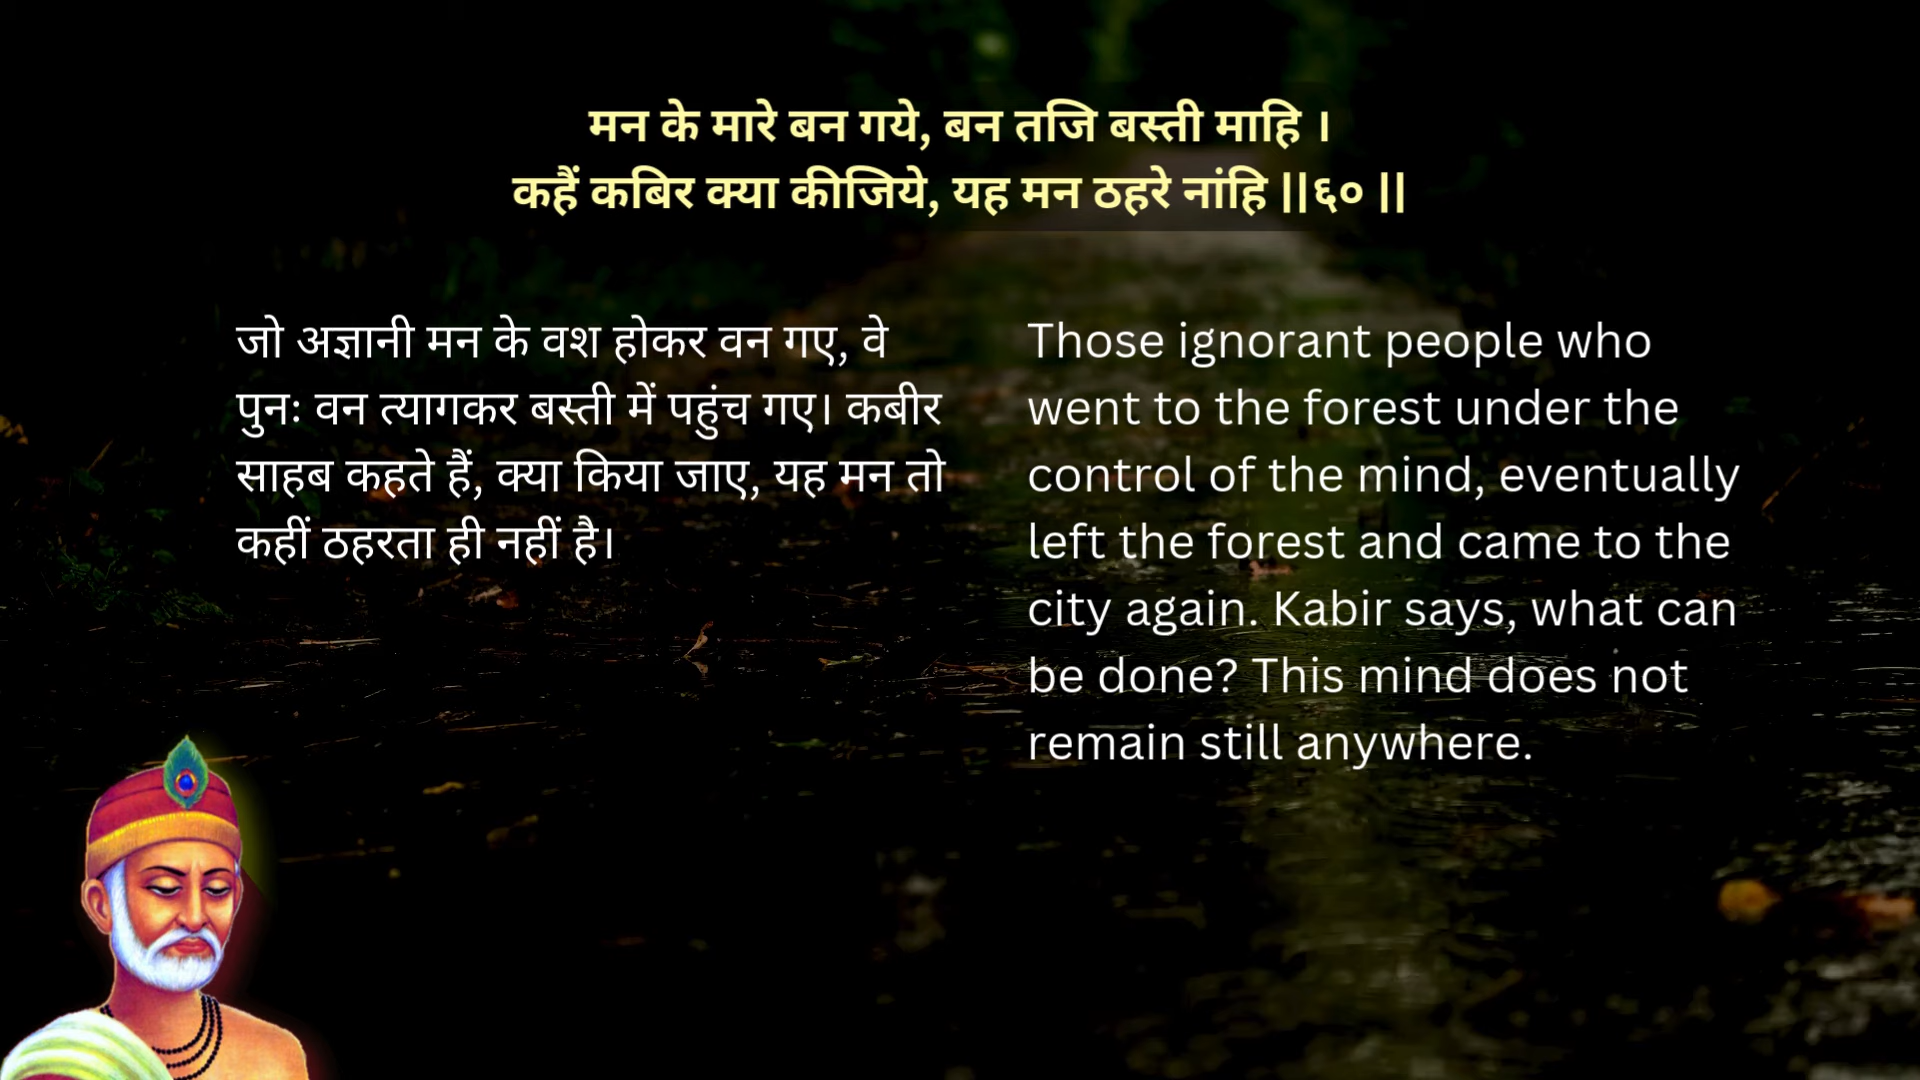 मन के मारे बन गये, बन तजि बस्ती माहि ।
कहैं कबिर क्या कीजिये, यह मन ठहरे नांहि ||६० ||
जो अज्ञानी मन के वश होकर वन गए, वे
पुनः वन त्यागकर बस्ती में पहुंच गए। कबीर
साहब कहते हैं, क्या किया जाए, यह मन तो
कहीं ठहरता ही नहीं है।
Those ignorant people who
went to the forest under the
control of the mind, eventually
left the forest and came to the
city again. Kabir says, what can
be done? This mind does not
remain still anywhere.